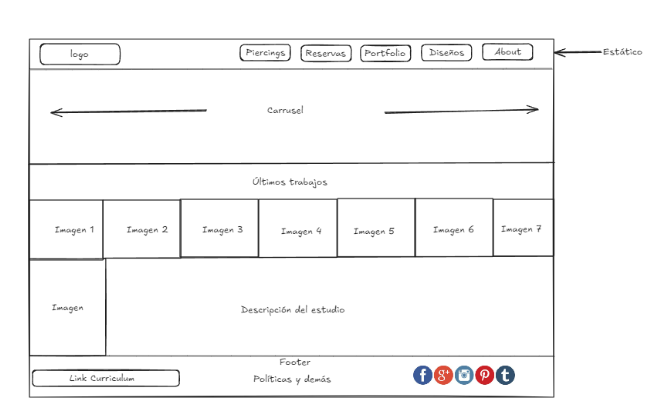 logo
Piercings
Reservas
Portfolio
Diseños
About
Estático
Carrusel
Últimos trabajos
Imagen 1
Imagen 2
Imagen 3
Imagen 4
Imagen 5
Imagen 6
Imagen 7
Imagen
Descripción del estudio
Footer
Link Curriculum
Políticas y demás
f
g+
p
t